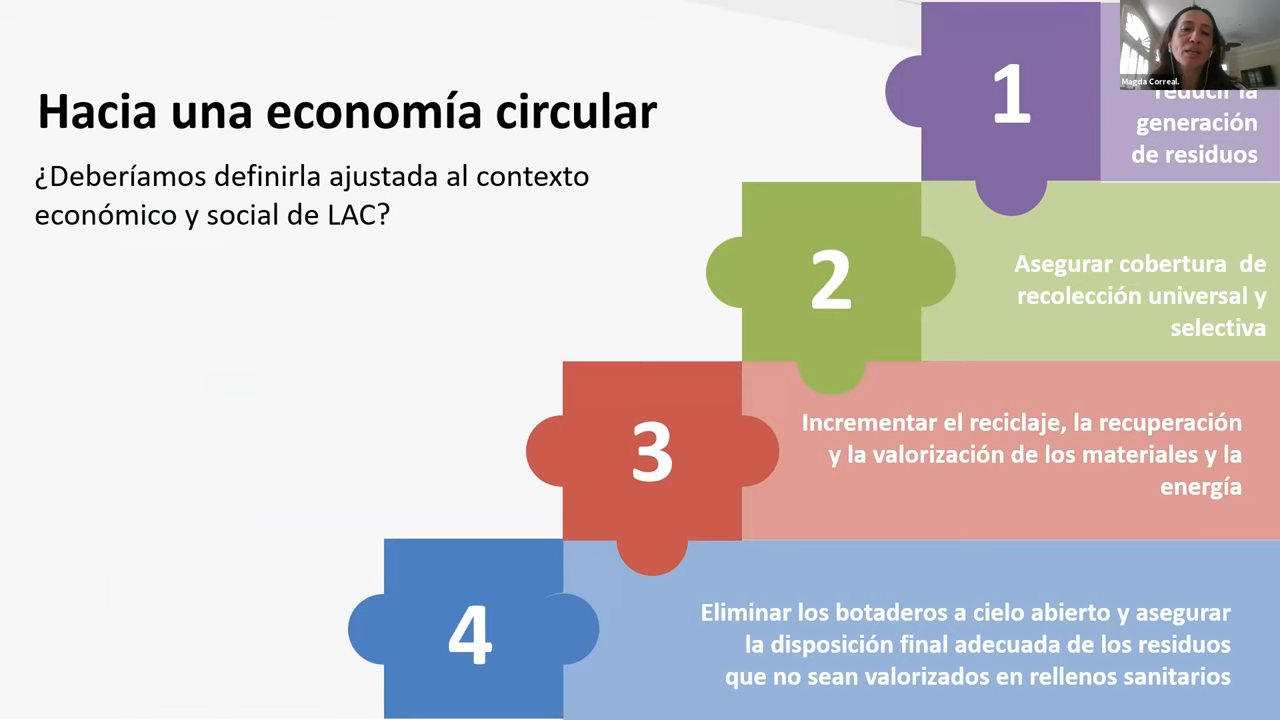 Hacia una economía circular
¿Deberíamos definirla ajustada al contexto
económico y social de LAC?
1
Magda Correal.
reducir la
generación
de residuos
2
Asegurar cobertura de
recolección universal y
selectiva
3
Incrementar el reciclaje, la recuperación
y la valorización de los materiales y la
energía
4
Eliminar los botaderos a cielo abierto y asegurar
la disposición final adecuada de los residuos
que no sean valorizados en rellenos sanitarios